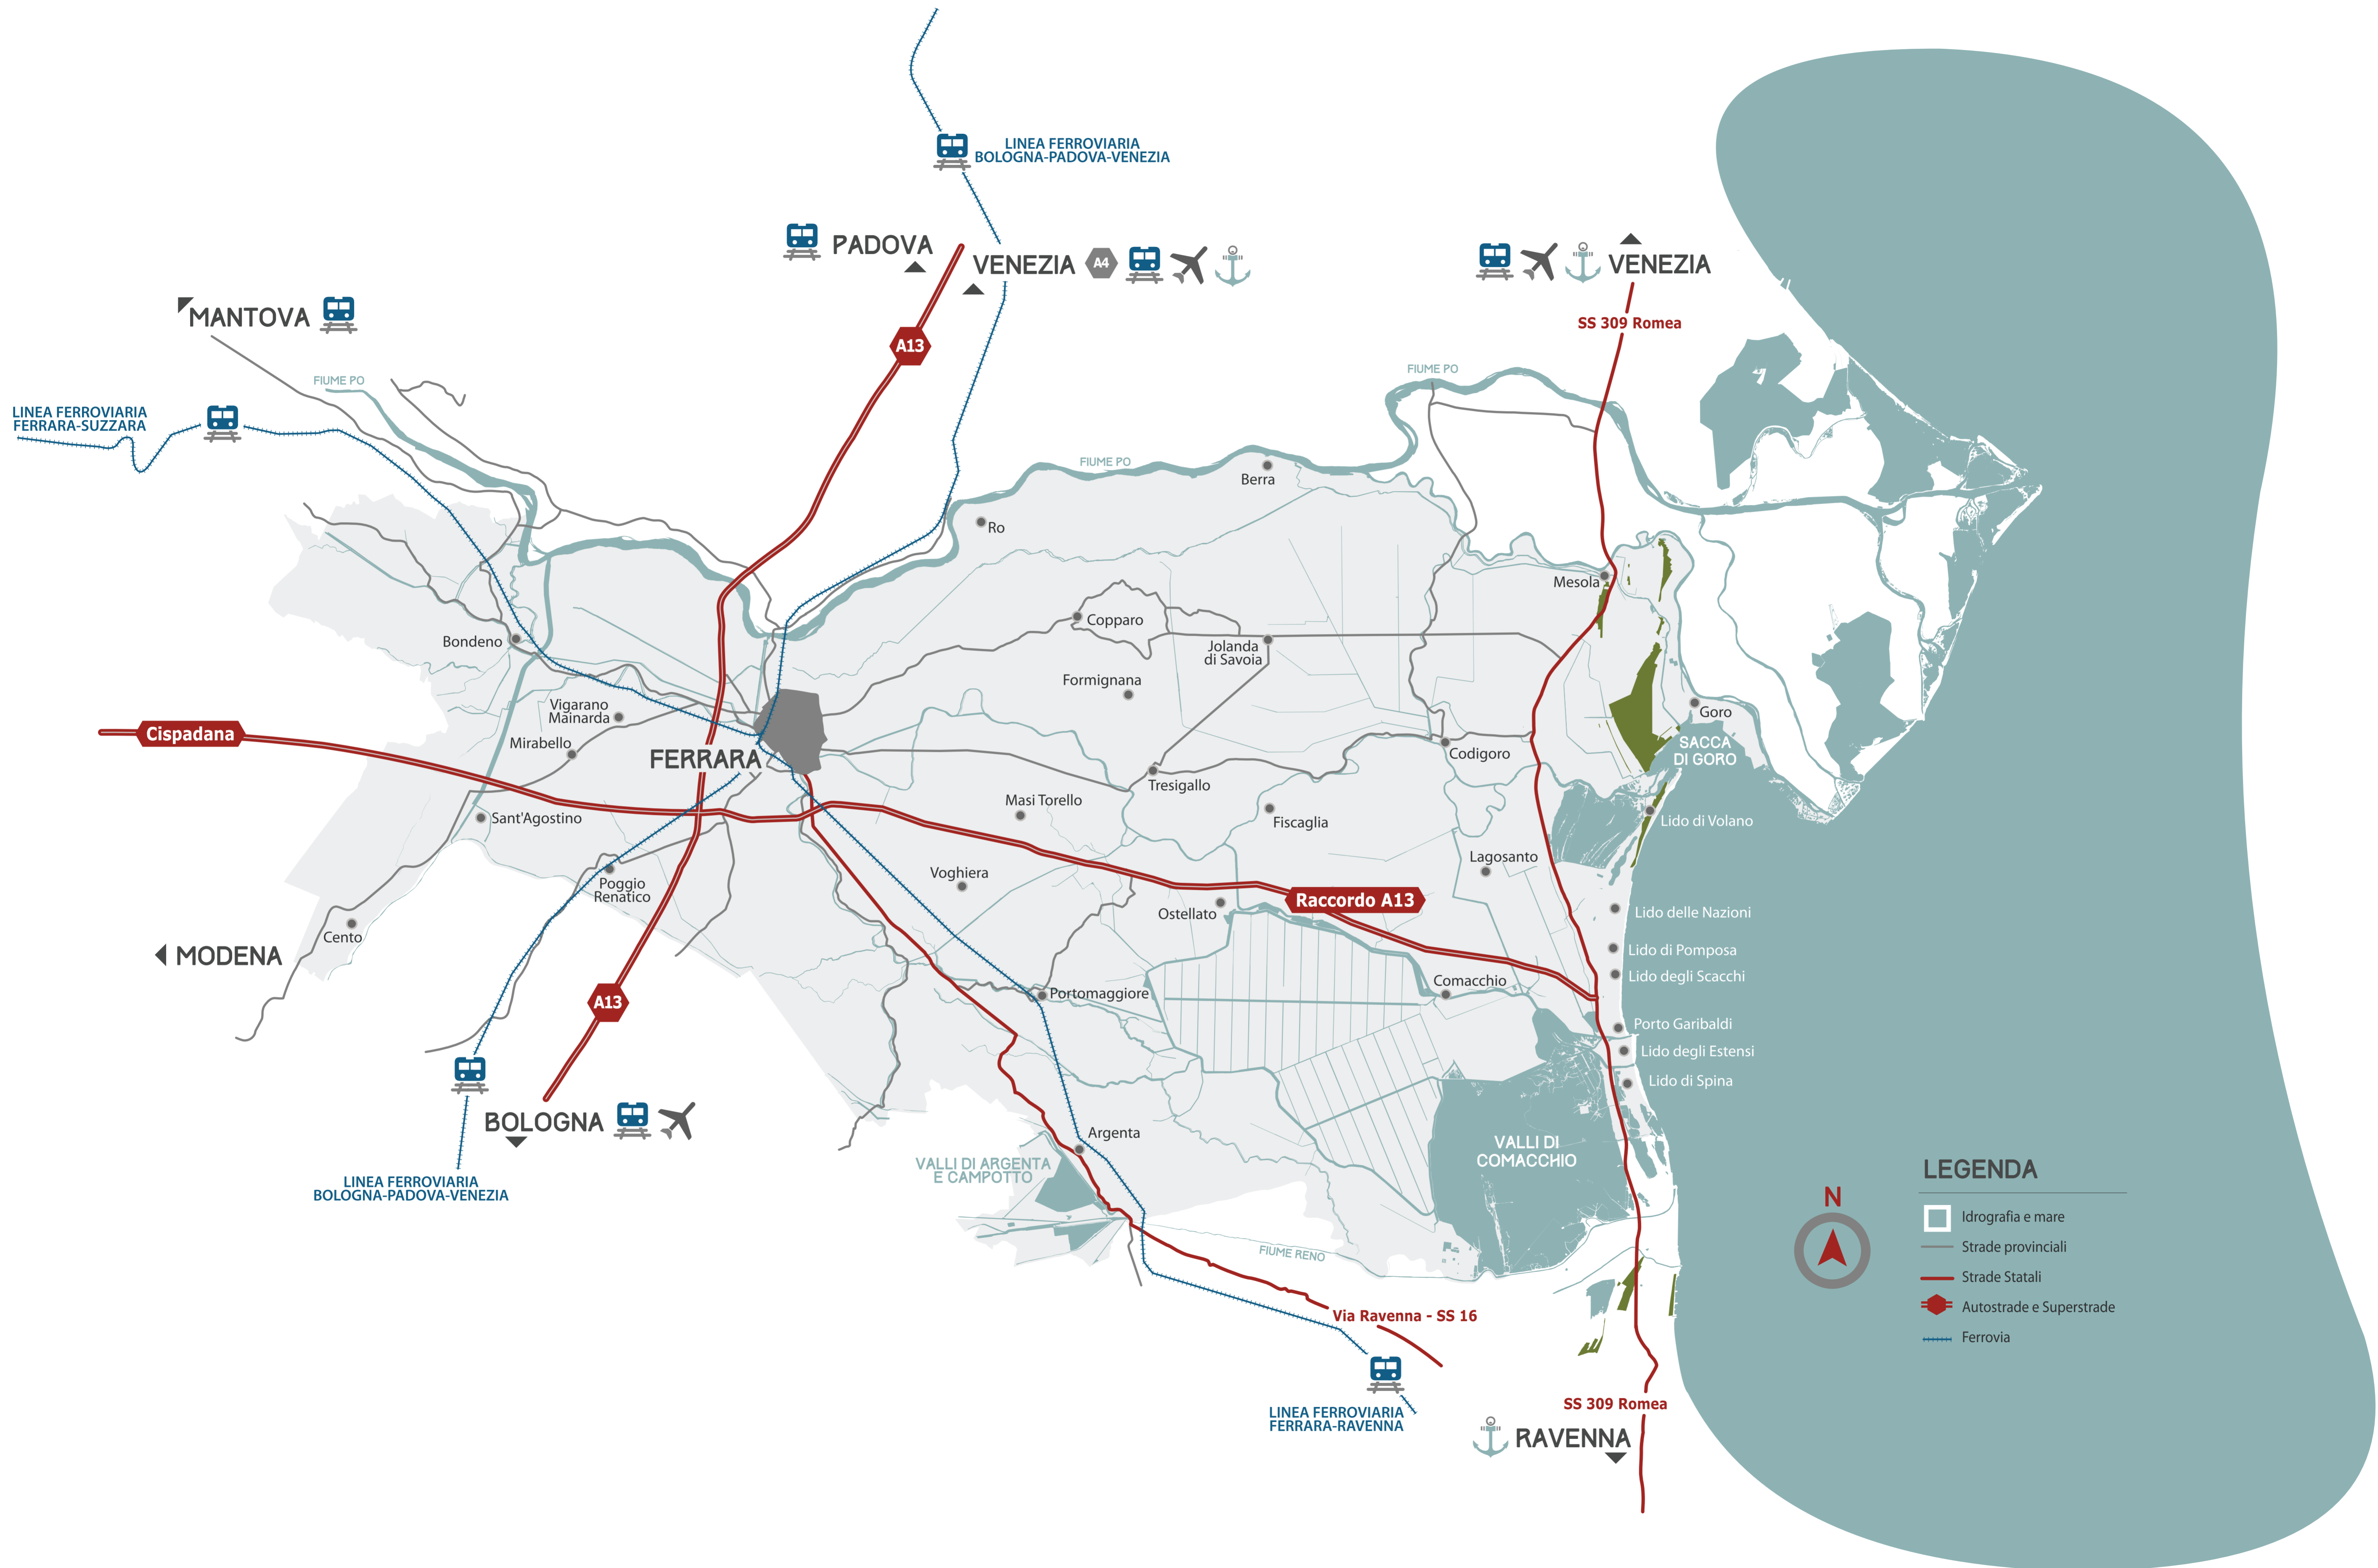 LINEA FERROVIARIA
BOLOGNA-PADOVA-VENEZIA
PADOVA
VENEZIA
A4
VENEZIA
MANTOVA
SS 309 Romea
A13
FIUME PO
FIUME PO
LINEA FERROVIARIA
FERRARA-SUZZARA
FIUME PO
Berra
Ro
Mesola
Copparo
Bondeno
Jolanda
di Savoia
Formignana
Vigarano
Mainarda
Goro
Cispadana
Mirabello
FERRARA
SACCA
DI GORO
Codigoro
Tresigallo
Masi Torello
Sant'Agostino
Fiscaglia
Lido di Volano
Lagosanto
Voghiera
Poggio
Renatico
Raccordo A13
Ostellato
Lido delle Nazioni
Cento
Lido di Pomposa
MODENA
Lido degli Scacchi
Comacchio
Portomaggiore
A13
Porto Garibaldi
Lido degli Estensi
Lido di Spina
BOLOGNA
Argenta
VALLI DI
COMACCHIO
VALLI DI ARGENTA
E CAMPOTTO
LINEA FERROVIARIA
BOLOGNA-PADOVA-VENEZIA
FIUME RENO
Via Ravenna - SS 16
LINEA FERROVIARIA
FERRARA-RAVENNA
SS 309 Romea
RAVENNA
N
LEGENDA
Idrografia e mare
Strade provinciali
Strade Statali
Autostrade e Superstrade
Ferrovia